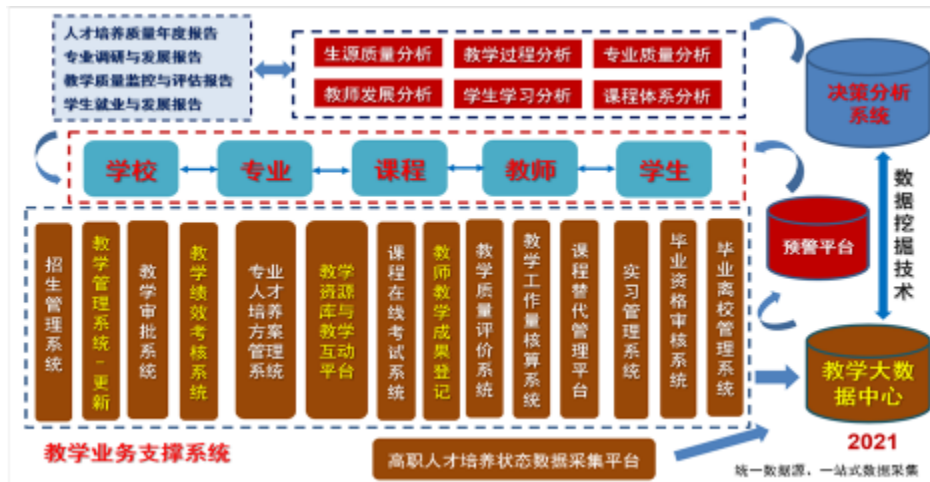 人才培养质量年度报告
专业调研与发展报告
教学质量监控与评估报告
学生就业与发展报告
生源质量分析
教学过程分析
专业质量分析
教师发展分析
学生学习分析
课程体系分析
决策分析
系统
学校
专业
课程
教师
学生
数据挖掘技术
预警平台
招生管理系统
教学管理系统-更新
教学审批系统
教学绩效考核系统
专业
人才
培养
方案
管理
系统
教学
资源
库与
教学
互动
平台
课程在线考试系统
教师教学成果登记
教学质量评价系统
教学工作量核算系统
课程替代管理平台
实习管理系统
毕业资格审核系统
毕业离校管理系统
教学大数
据中心
2021
教学业务支撑系统
高职人才培养状态数据采集平台
统一数据源、一站式数据采集